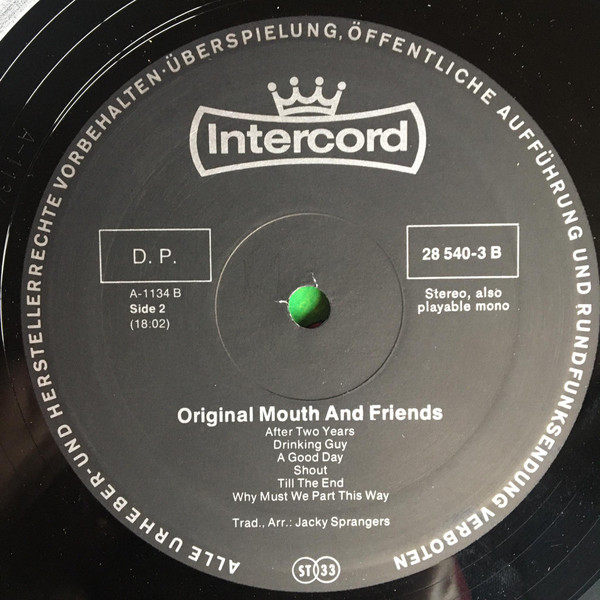 ALLE URHEBER- UND HERSTELLERRECHTE VORBEHALTEN·ÜBERSPIELUNG, ÖFFENTLICHE AUFFÜHRUNG UND RUNDFUNKSENDUNG VERBOTEN
Intercord
D. P.
28 540-3 B
A-1134 B
Side 2
(18:02)
Stereo, also
playable mono
Original Mouth And Friends
After Two Years
Drinking Guy
A Good Day
Shout
Till The End
Why Must We Part This Way
Trad., Arr.: Jacky Sprangers
ST 33